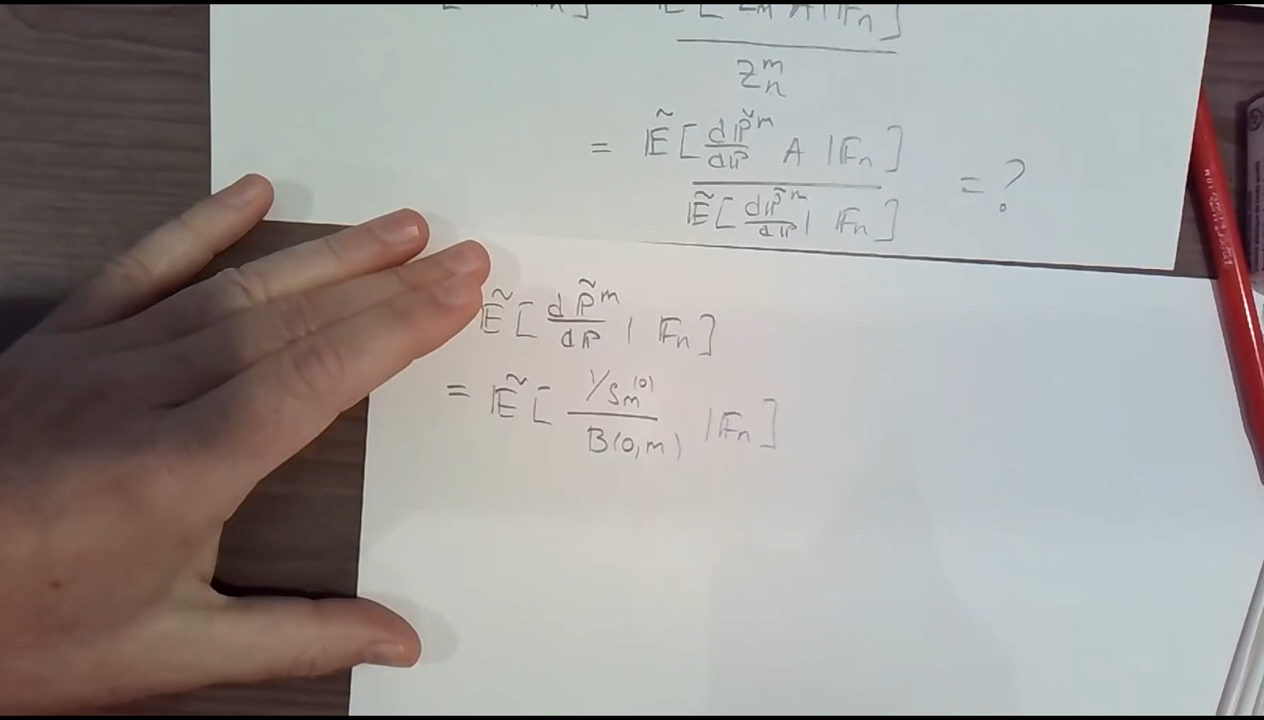 Z_n^m
= Ẽ[ dP̃^m/dP A | F_n ]
Ẽ[ dP̃^m/dP | F_n ] = ?
Ẽ[ dP̃^m/dP | F_n ]
= Ẽ[ 1/S_m^(0) / B(0,m) | F_n ]